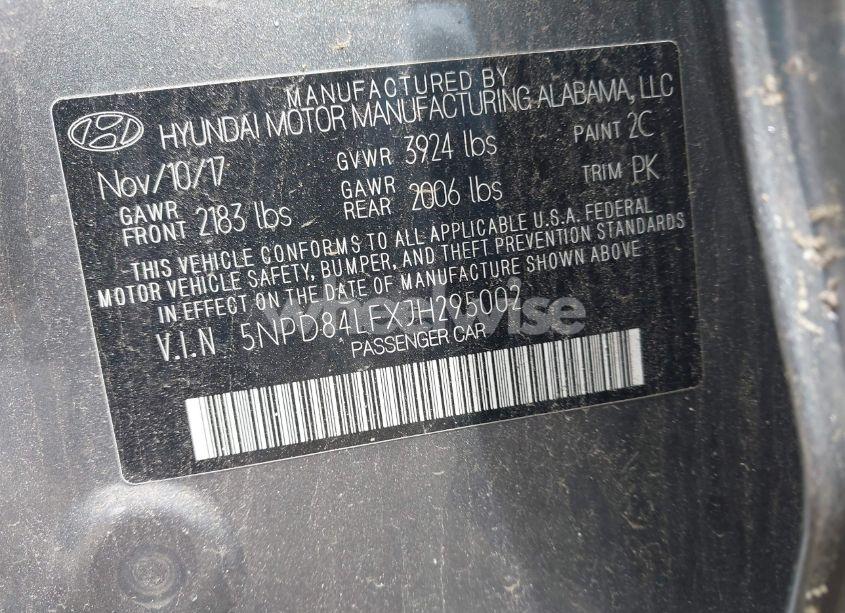 MANUFACTURED BY
HYUNDAI MOTOR MANUFACTURING ALABAMA, LLC
Nov/10/17 GVWR 3924 lbs PAINT 2C
GAWR FRONT 2183 lbs GAWR REAR 2006 lbs TRIM PK
THIS VEHICLE CONFORMS TO ALL APPLICABLE U.S.A. FEDERAL
MOTOR VEHICLE SAFETY, BUMPER, AND THEFT PREVENTION STANDARDS
IN EFFECT ON THE DATE OF MANUFACTURE SHOWN ABOVE
V.I.N 5NPD84LFXJH295002
PASSENGER CAR
wheelwise